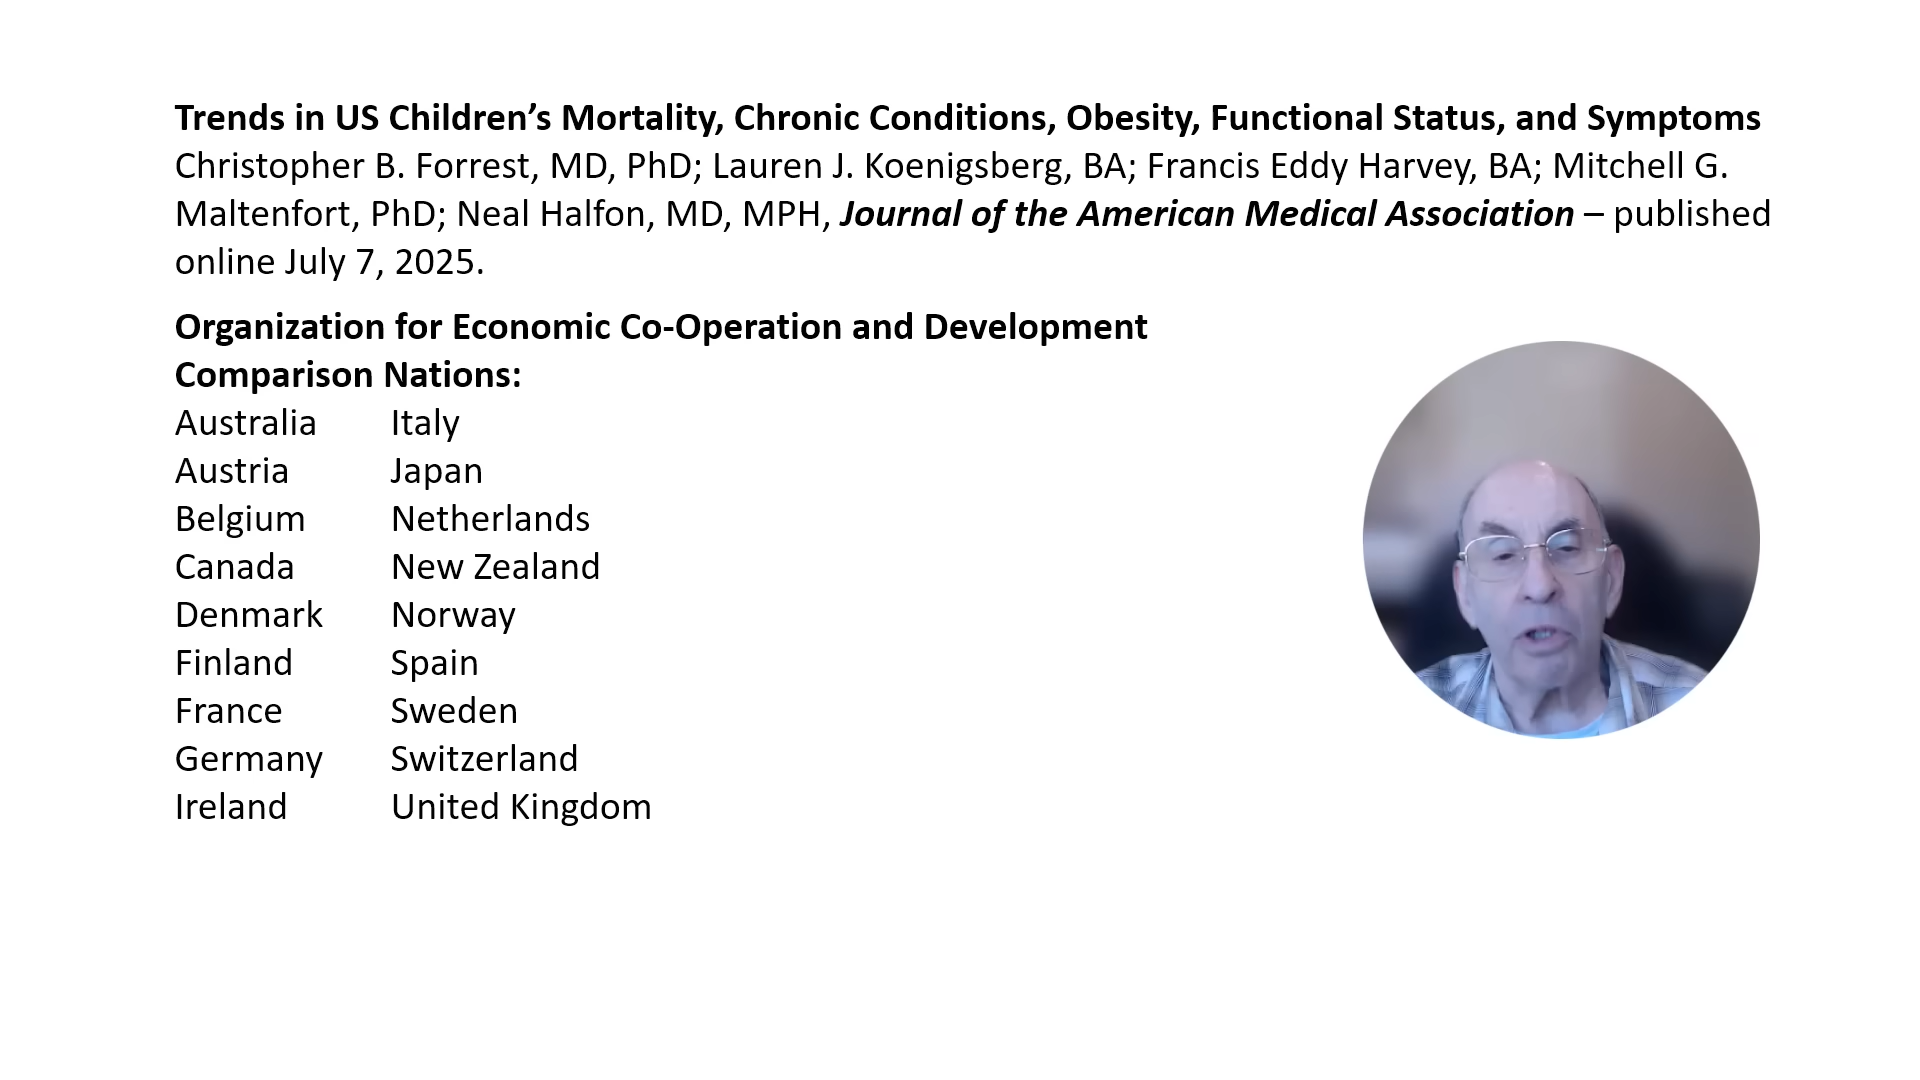 Trends in US Children’s Mortality, Chronic Conditions, Obesity, Functional Status, and Symptoms
Christopher B. Forrest, MD, PhD; Lauren J. Koenigsberg, BA; Francis Eddy Harvey, BA; Mitchell G.
Maltenfort, PhD; Neal Halfon, MD, MPH, Journal of the American Medical Association – published
online July 7, 2025.
Organization for Economic Co-Operation and Development
Comparison Nations:
Australia Italy
Austria Japan
Belgium Netherlands
Canada New Zealand
Denmark Norway
Finland Spain
France Sweden
Germany Switzerland
Ireland United Kingdom